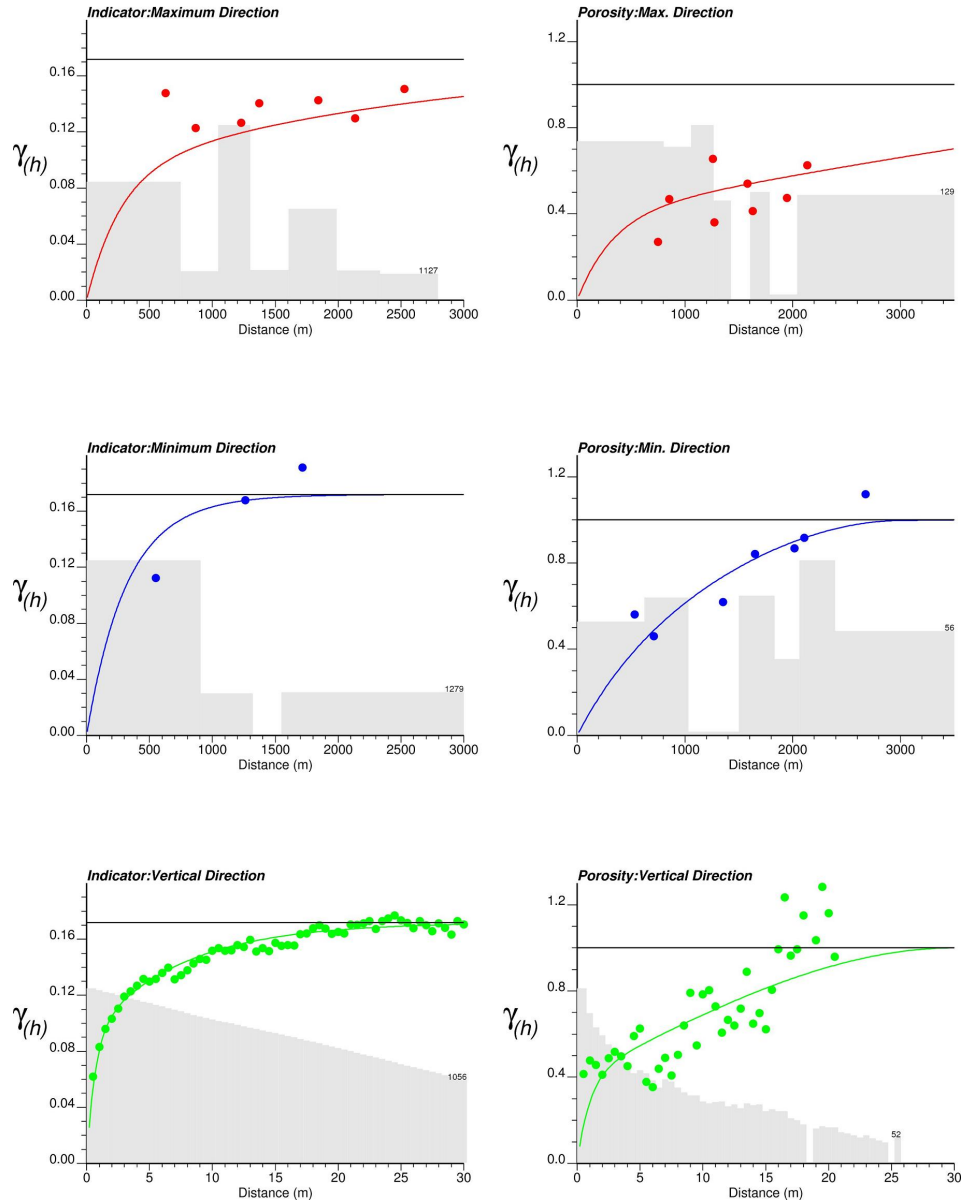 Indicator:Maximum Direction
γ(h)
0.16
0.12
0.08
0.04
0.00
1127
0 500 1000 1500 2000 2500 3000
Distance (m)
Porosity:Max. Direction
γ(h)
1.2
0.8
0.4
0.0
129
0 1000 2000 3000
Distance (m)
Indicator:Minimum Direction
γ(h)
0.16
0.12
0.08
0.04
0.00
1279
0 500 1000 1500 2000 2500 3000
Distance (m)
Porosity:Min. Direction
γ(h)
1.2
0.8
0.4
0.0
56
0 1000 2000 3000
Distance (m)
Indicator:Vertical Direction
γ(h)
0.16
0.12
0.08
0.04
0.00
1056
0 5 10 15 20 25 30
Distance (m)
Porosity:Vertical Direction
γ(h)
1.2
0.8
0.4
0.0
52
0 5 10 15 20 25 30
Distance (m)